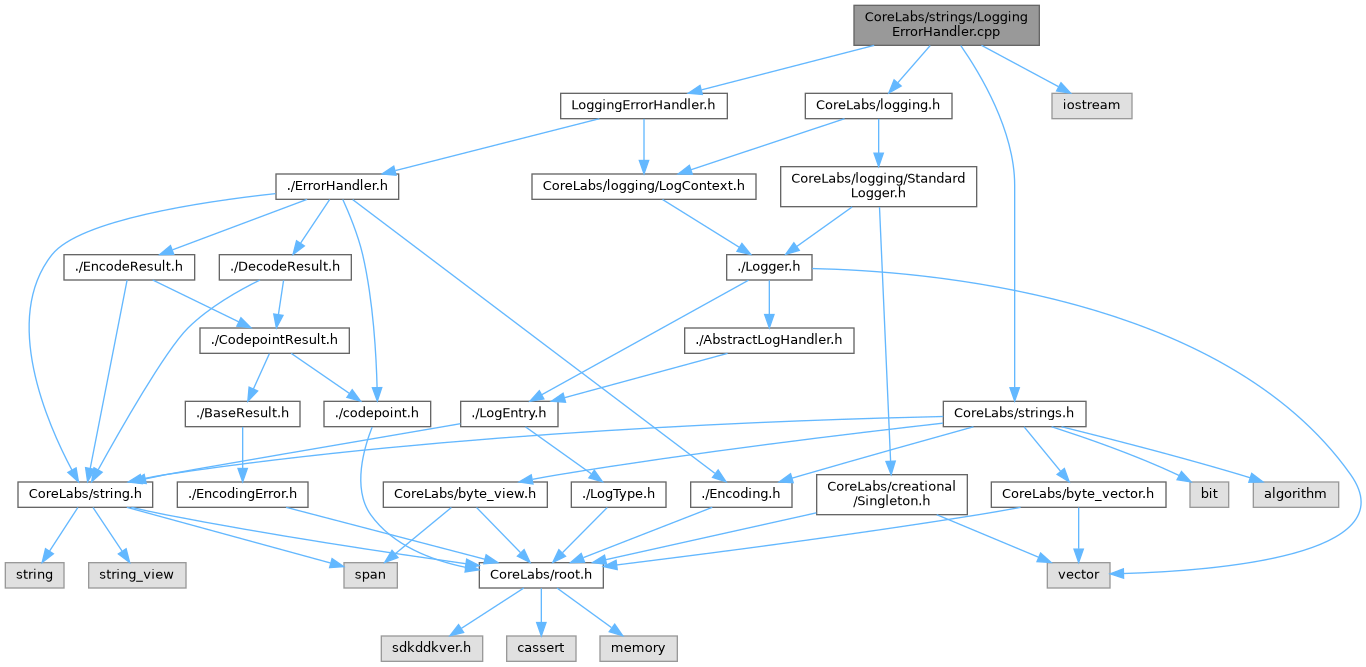 CoreLabs/strings/Logging
ErrorHandler.cpp
LoggingErrorHandler.h
CoreLabs/logging.h
iostream
./ErrorHandler.h
CoreLabs/logging/LogContext.h
CoreLabs/logging/Standard
Logger.h
./EncodeResult.h
./DecodeResult.h
./Logger.h
./CodepointResult.h
./AbstractLogHandler.h
./BaseResult.h
./codepoint.h
./LogEntry.h
CoreLabs/strings.h
CoreLabs/string.h
./EncodingError.h
CoreLabs/byte_view.h
./LogType.h
./Encoding.h
CoreLabs/creational
/Singleton.h
CoreLabs/byte_vector.h
bit
algorithm
string
string_view
span
CoreLabs/root.h
vector
sdkddkver.h
cassert
memory